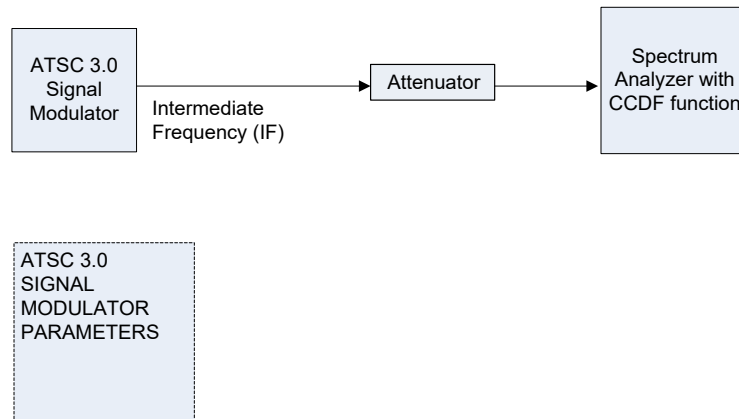 ATSC 3.0
Signal
Modulator
Intermediate
Frequency (IF)
Attenuator
Spectrum
Analyzer with
CCDF function
ATSC 3.0
SIGNAL
MODULATOR
PARAMETERS